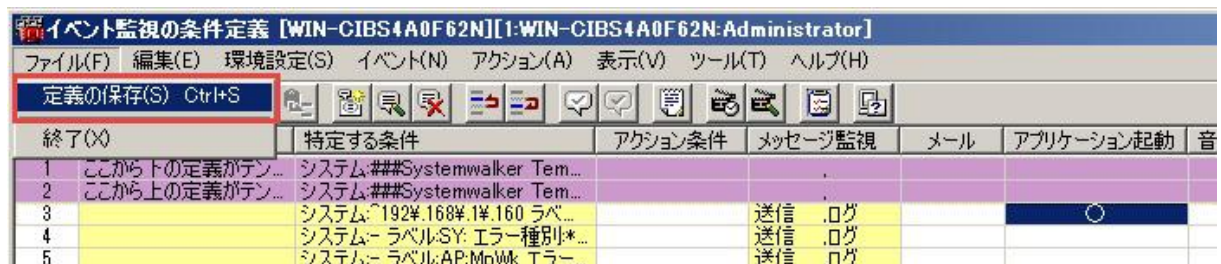 イベント監視の条件定義 [WIN-CIBS4A0F62N][1:WIN-CIBS4A0F62N:Administrator]
ファイル(F) 編集(E) 環境設定(S) イベント(N) アクション(A) 表示(V) ツール(T) ヘルプ(H)
定義の保存(S) Ctrl+S
終了(X)
特定する条件 アクション条件 メッセージ監視 メール アプリケーション起動 音
1 ここから下の定義がテン... システム:###Systemwalker Tem...
2 ここから上の定義がテン... システム:###Systemwalker Tem...
3 システム:^192¥.168¥.1¥.160 ラベ... 送信 .ログ ○
4 システム:- ラベル:SY: エラー種別:*... 送信 .ログ
5 システム:- ラベル:AP:MpWk エラー... 送信 .ログ